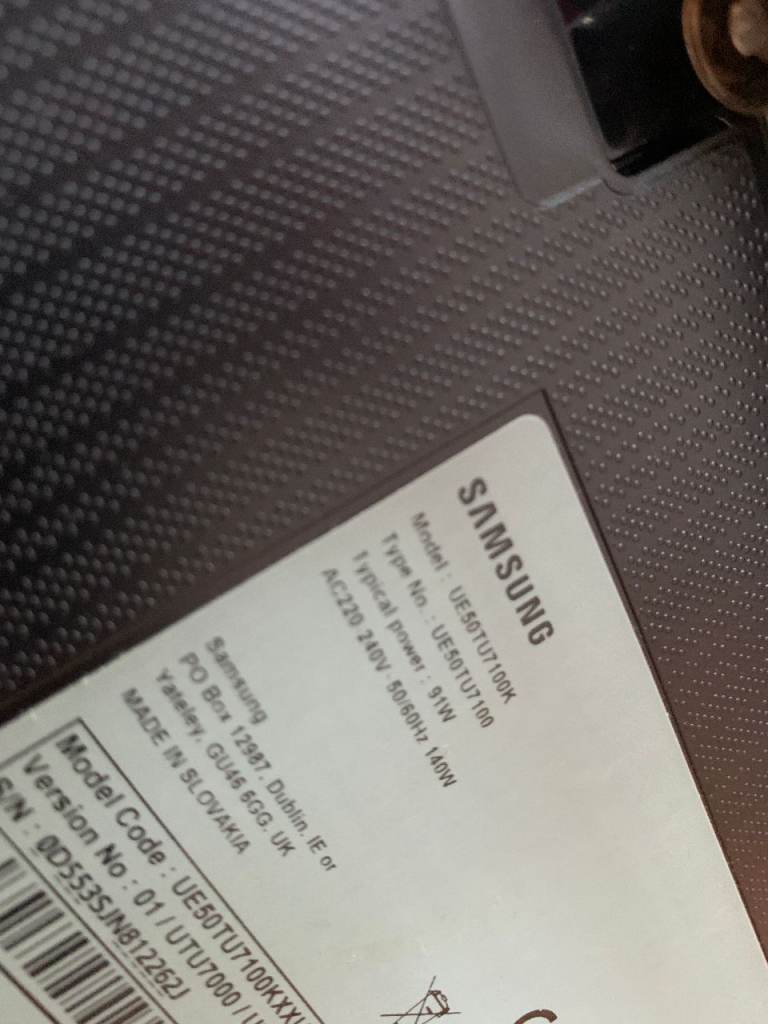 SAMSUNG
Model : UE50TU7100K
Type No. : UE50TU7100
Typical power : 91W
AC220-240V~ 50/60Hz 140W
Samsung
PO Box 12987, Dublin. IE or
Yateley, GU46 6GG. UK
MADE IN SLOVAKIA
Model Code : UE50TU7100KXX
Version No : 01 / UTU7000 /
S/N : 0D553SJN812262J